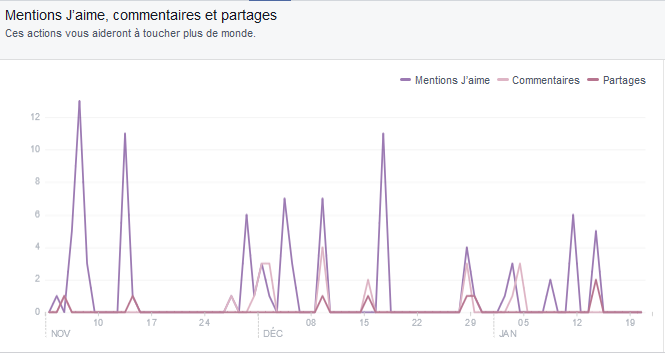 Mentions J'aime, commentaires et partages
Ces actions vous aideront à toucher plus de monde.
Mentions J'aime Commentaires Partages
12
10
8
6
4
2
0
10 17 24 08 15 22 29 05 12 19
NOV DÉC JAN